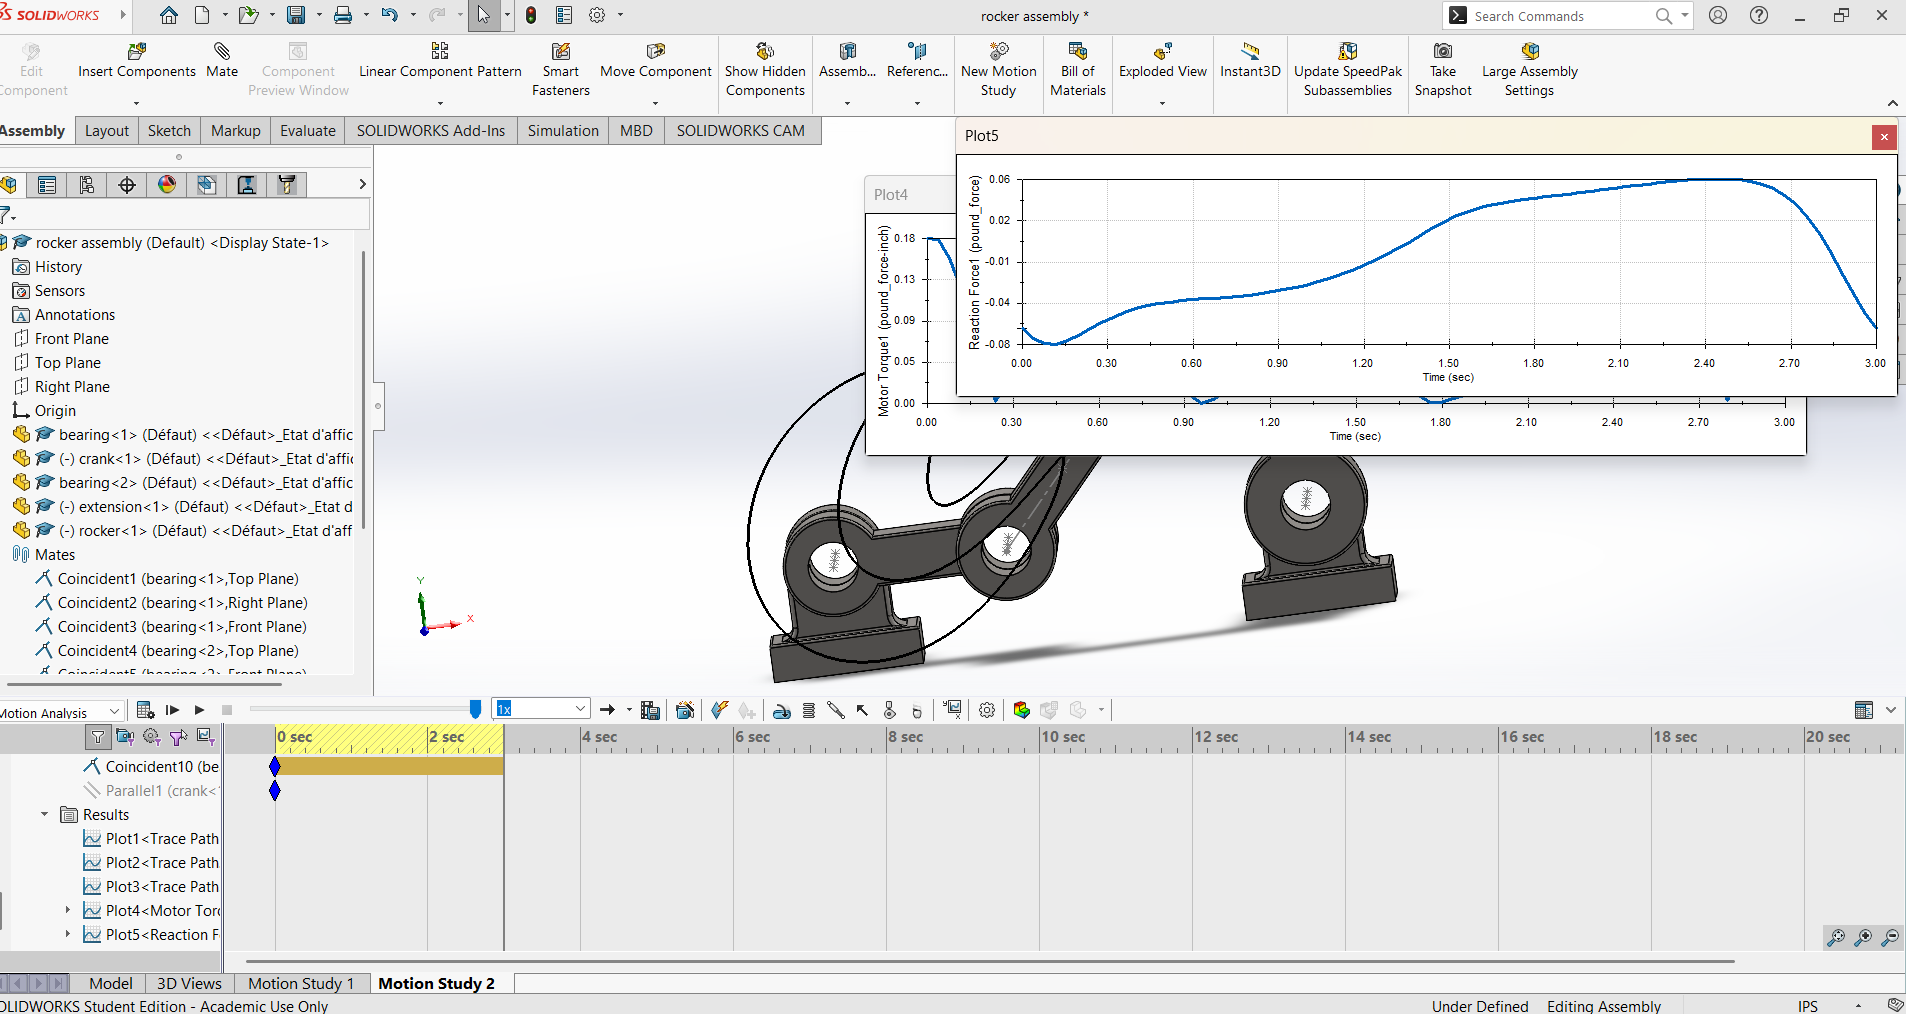 SOLIDWORKS
rocker assembly *
Search Commands
Edit
Component
Insert Components
Mate
Component
Preview Window
Linear Component Pattern
Smart
Fasteners
Move Component
Show Hidden
Components
Assemb...
Referenc...
New Motion
Study
Bill of
Materials
Exploded View
Instant3D
Update SpeedPak
Subassemblies
Take
Snapshot
Large Assembly
Settings
Assembly
Layout
Sketch
Markup
Evaluate
SOLIDWORKS Add-Ins
Simulation
MBD
SOLIDWORKS CAM
rocker assembly (Default) <Display State-1>
History
Sensors
Annotations
Front Plane
Top Plane
Right Plane
Origin
bearing<1> (Défaut) <<Défaut>_Etat d'affic
(-) crank<1> (Défaut) <<Défaut>_Etat d'affic
bearing<2> (Défaut) <<Défaut>_Etat d'affic
(-) extension<1> (Défaut) <<Défaut>_Etat d
(-) rocker<1> (Défaut) <<Défaut>_Etat d'aff
Mates
Coincident1 (bearing<1>,Top Plane)
Coincident2 (bearing<1>,Right Plane)
Coincident3 (bearing<1>,Front Plane)
Coincident4 (bearing<2>,Top Plane)
Plot5
Reaction Force1 (pound_force)
0.06
0.02
-0.01
-0.04
-0.08
0.00 0.30 0.60 0.90 1.20 1.50 1.80 2.10 2.40 2.70 3.00
Time (sec)
Plot4
Motor Torque1 (pound_force-inch)
0.18
0.13
0.09
0.05
0.00
0.00 0.30 0.60 0.90 1.20 1.50 1.80 2.10 2.40 2.70 3.00
Time (sec)
Y
X
Motion Analysis
1x
0 sec 2 sec 4 sec 6 sec 8 sec 10 sec 12 sec 14 sec 16 sec 18 sec 20 sec
Coincident10 (be
Parallel1 (crank<
Results
Plot1<Trace Path
Plot2<Trace Path
Plot3<Trace Path
Plot4<Motor Tor
Plot5<Reaction F
Model
3D Views
Motion Study 1
Motion Study 2
OLIDWORKS Student Edition - Academic Use Only
Under Defined
Editing Assembly
IPS